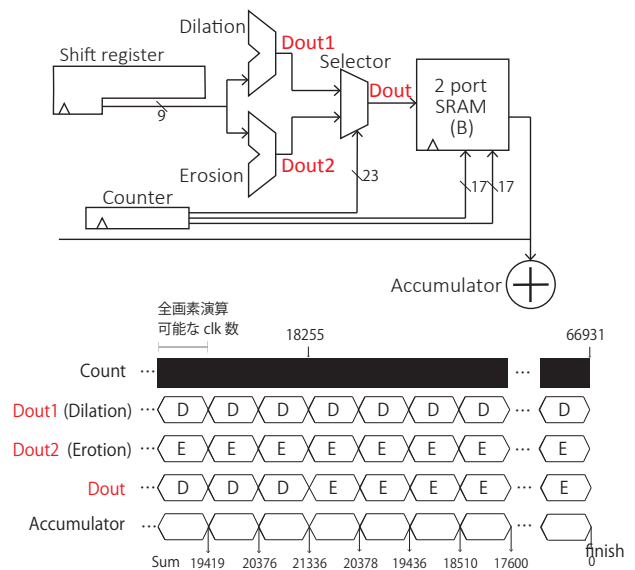 Dilation
Dout1
Shift register
Selector
Dout
2 port
SRAM
(B)
9
Dout2
Erosion
23
17
17
Counter
Accumulator
全画素演算
可能な clk 数
18255
66931
Count ··· ···
Dout1 (Dilation) ··· D D D D D D D ··· D
Dout2 (Erotion) ··· E E E E E E E ··· E
Dout ··· D D D E E E E ··· E
Accumulator ··· ···
finish
Sum 19419 20376 21336 20378 19436 18510 17600 0